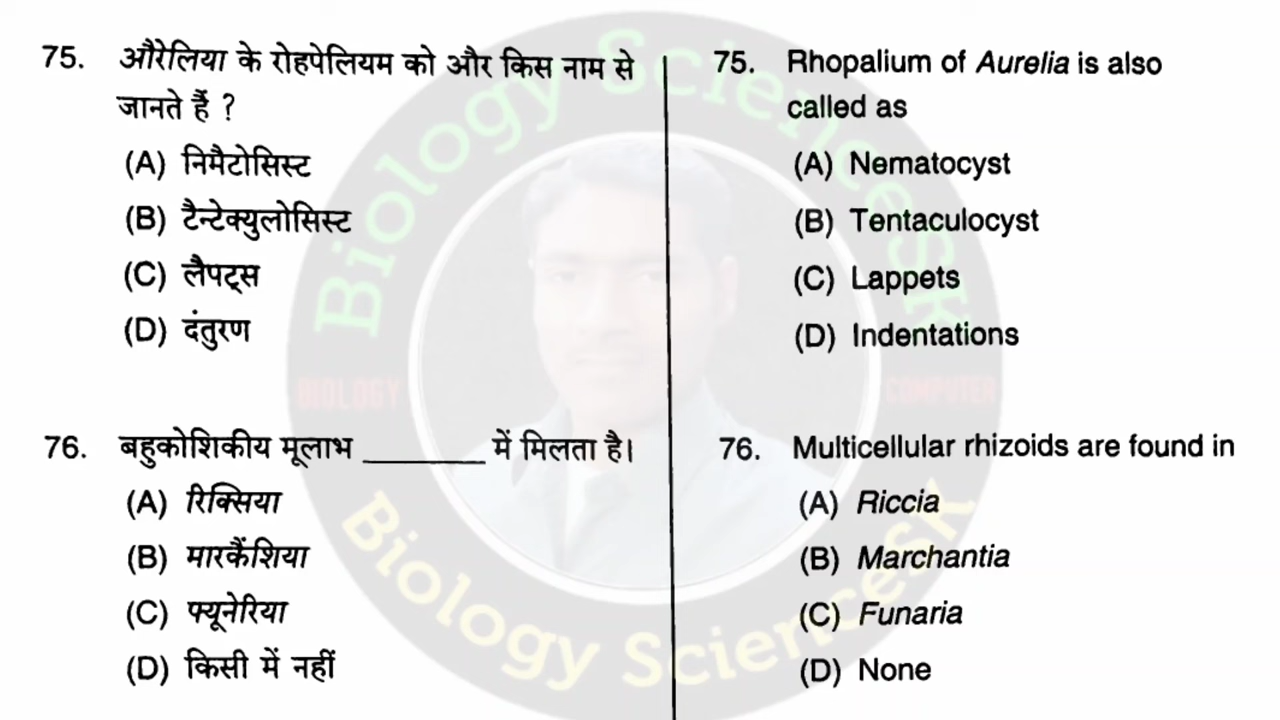 75. औरेलिया के रोहपेलियम को और किस नाम से
जानते हैं ?
(A) निमैटोसिस्ट
(B) टैन्टेक्युलोसिस्ट
(C) लैपट्स
(D) दंतुरण
76. बहुकोशिकीय मूलाभ ________ में मिलता है।
(A) रिक्सिया
(B) मारकैंशिया
(C) फ्यूनेरिया
(D) किसी में नहीं
75. Rhopalium of Aurelia is also
called as
(A) Nematocyst
(B) Tentaculocyst
(C) Lappets
(D) Indentations
76. Multicellular rhizoids are found in
(A) Riccia
(B) Marchantia
(C) Funaria
(D) None
Biology SciencesK
BIOLOGY
COMPUTER
Biology SciencesK